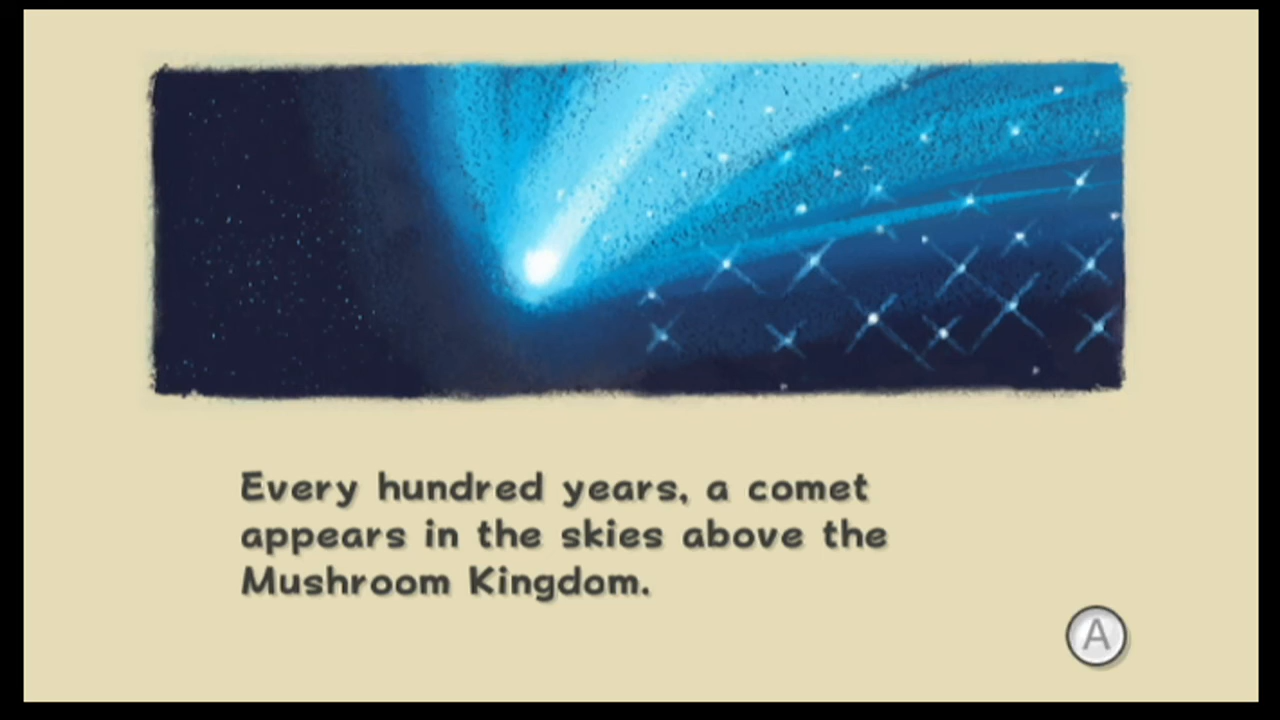 Every hundred years, a comet
appears in the skies above the
Mushroom Kingdom.
A